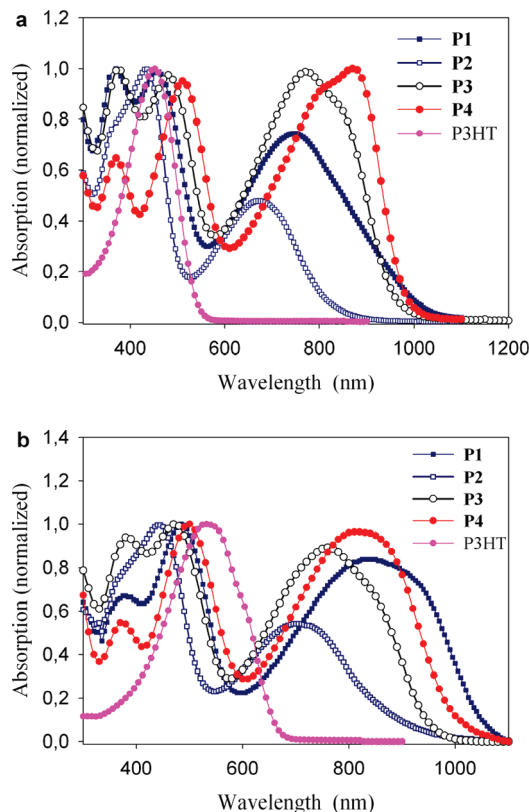 a
1,2
1,0
0,8
0,6
0,4
0,2
0,0
Absorption (normalized)
P1
P2
P3
P4
P3HT
400
600
800
1000
1200
Wavelength (nm)
b
1,4
1,2
1,0
0,8
0,6
0,4
0,2
0,0
Absorption (normalized)
P1
P2
P3
P4
P3HT
400
600
800
1000
Wavelength (nm)